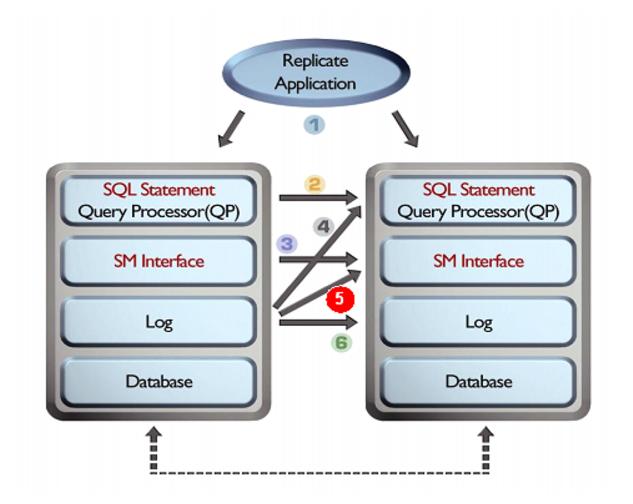 Replicate
Application
1
SQL Statement
Query Processor(QP)
SM Interface
Log
Database
2
4
3
5
6
SQL Statement
Query Processor(QP)
SM Interface
Log
Database